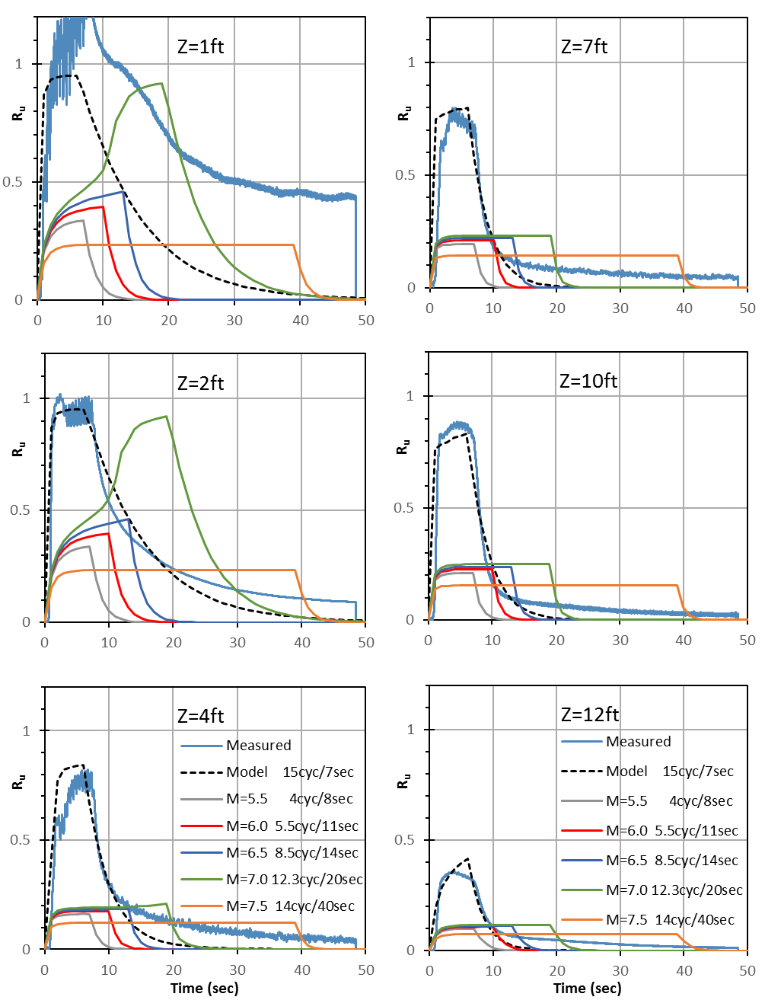 Z=1ft
1
0.5
0
Ru
0 10 20 30 40 50
Z=7ft
1
0.5
0
Ru
0 10 20 30 40 50
Z=2ft
1
0.5
0
Ru
0 10 20 30 40 50
Z=10ft
1
0.5
0
Ru
0 10 20 30 40 50
Z=4ft
1
0.5
0
Ru
Measured
Model 15cyc/7sec
M=5.5 4cyc/8sec
M=6.0 5.5cyc/11sec
M=6.5 8.5cyc/14sec
M=7.0 12.3cyc/20sec
M=7.5 14cyc/40sec
0 10 20 30 40 50
Time (sec)
Z=12ft
1
0.5
0
Ru
Measured
Model 15cyc/7sec
M=5.5 4cyc/8sec
M=6.0 5.5cyc/11sec
M=6.5 8.5cyc/14sec
M=7.0 12.3cyc/20sec
M=7.5 14cyc/40sec
0 10 20 30 40 50
Time (sec)